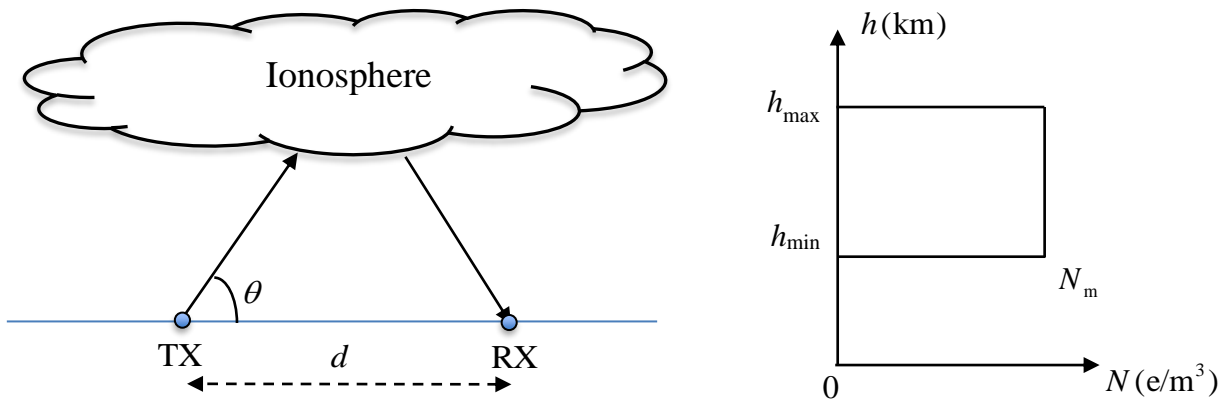 Ionosphere
θ
TX
RX
d
h(km)
h_max
h_min
N_m
0
N(e/m³)